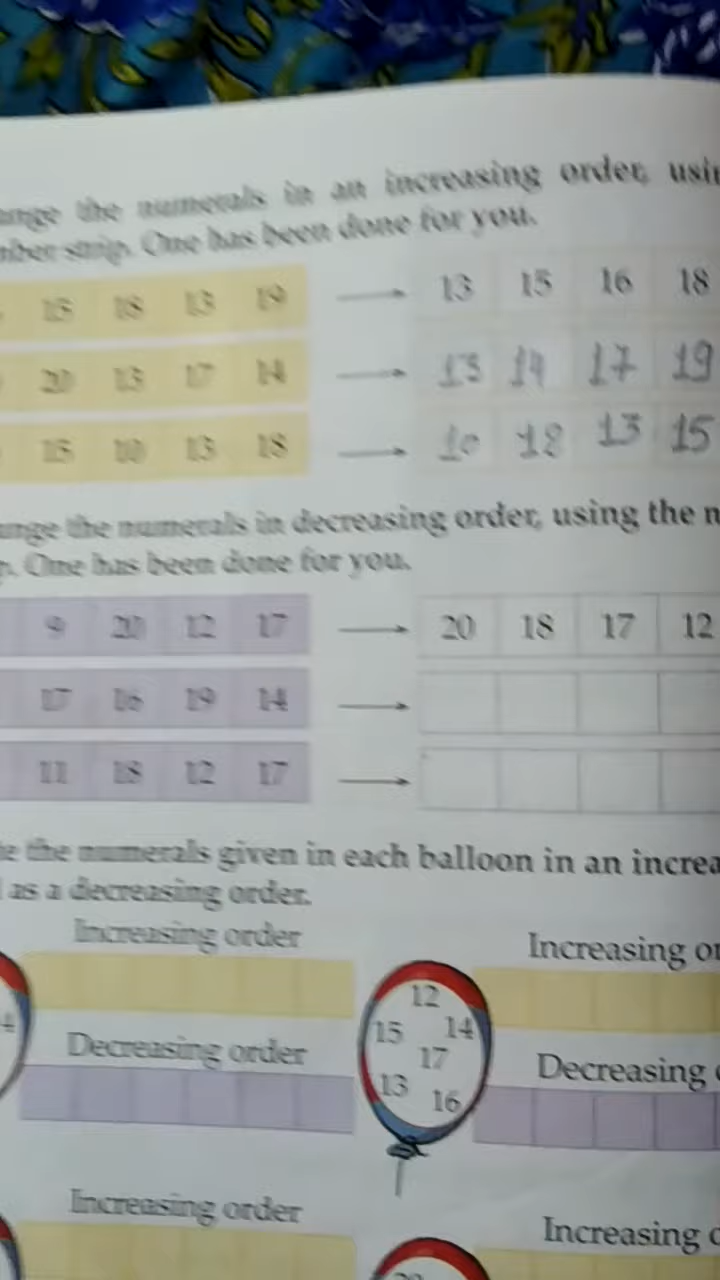 ange the numerals in an increasing order, usin
nber strip. One has been done for you.
15 18 13 19 → 13 15 16 18
20 13 17 14 → 13 14 17 19
15 10 13 18 → 10 12 13 15
ange the numerals in decreasing order, using the n
p. One has been done for you.
9 20 12 17 → 20 18 17 12
17 16 19 14 →
11 18 12 17 →
e the numerals given in each balloon in an increa
as a decreasing order.
Increasing order
Increasing or
12
15 14
4
17
Decreasing order
Decreasing
13
16
Increasing order
Increasing